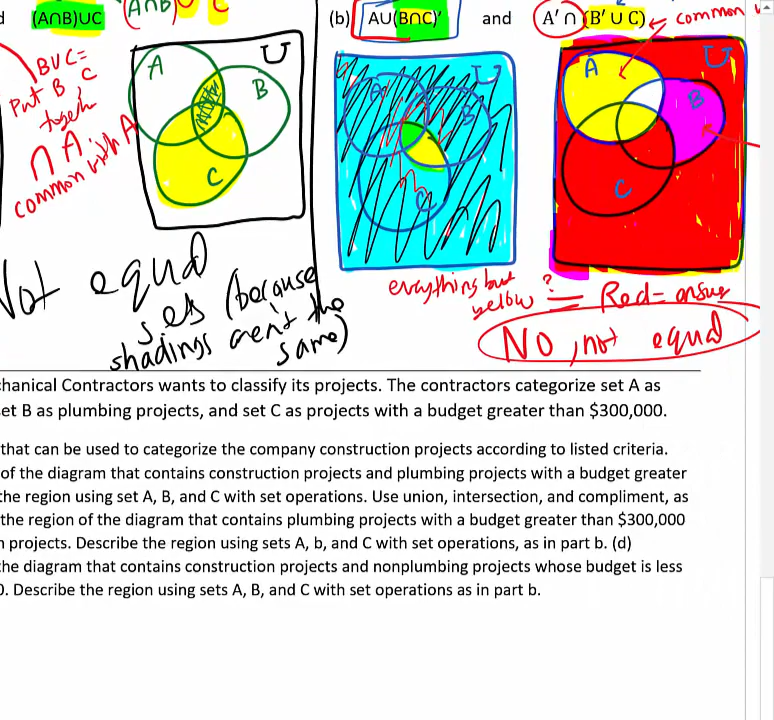 (A∩B)UC
(A∩B)U C
(b) AU(B∩C)' and A' ∩ (B' U C) ← common
BUC=
Put B C
togeth
∩ A
common with A
A
B
C
U
A
B
C
U
A
B
C
U
Not equal
sets (because
shadings aren't the
same)
everything but
yellow
? = Red = answer
No, not equal
chanical Contractors wants to classify its projects. The contractors categorize set A as
et B as plumbing projects, and set C as projects with a budget greater than $300,000.
that can be used to categorize the company construction projects according to listed criteria.
of the diagram that contains construction projects and plumbing projects with a budget greater
the region using set A, B, and C with set operations. Use union, intersection, and compliment, as
the region of the diagram that contains plumbing projects with a budget greater than $300,000
n projects. Describe the region using sets A, b, and C with set operations, as in part b. (d)
he diagram that contains construction projects and nonplumbing projects whose budget is less
0. Describe the region using sets A, B, and C with set operations as in part b.